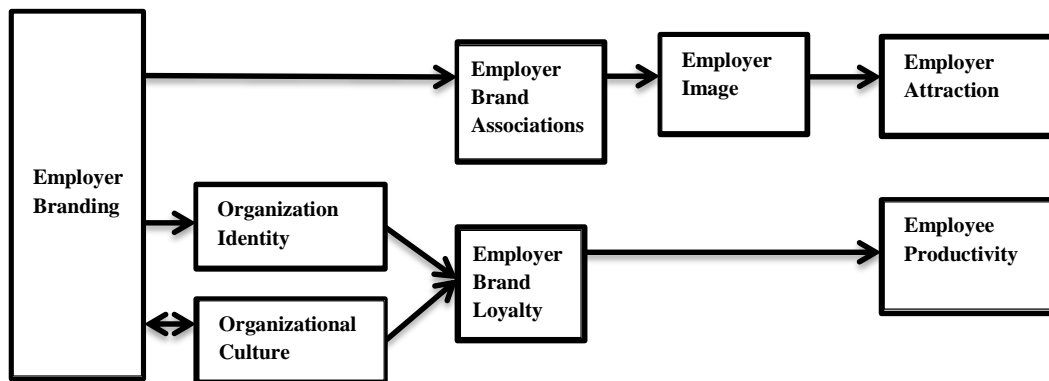 Employer
Branding
Employer
Brand
Associations
Employer
Image
Employer
Attraction
Organization
Identity
Organizational
Culture
Employer
Brand
Loyalty
Employee
Productivity